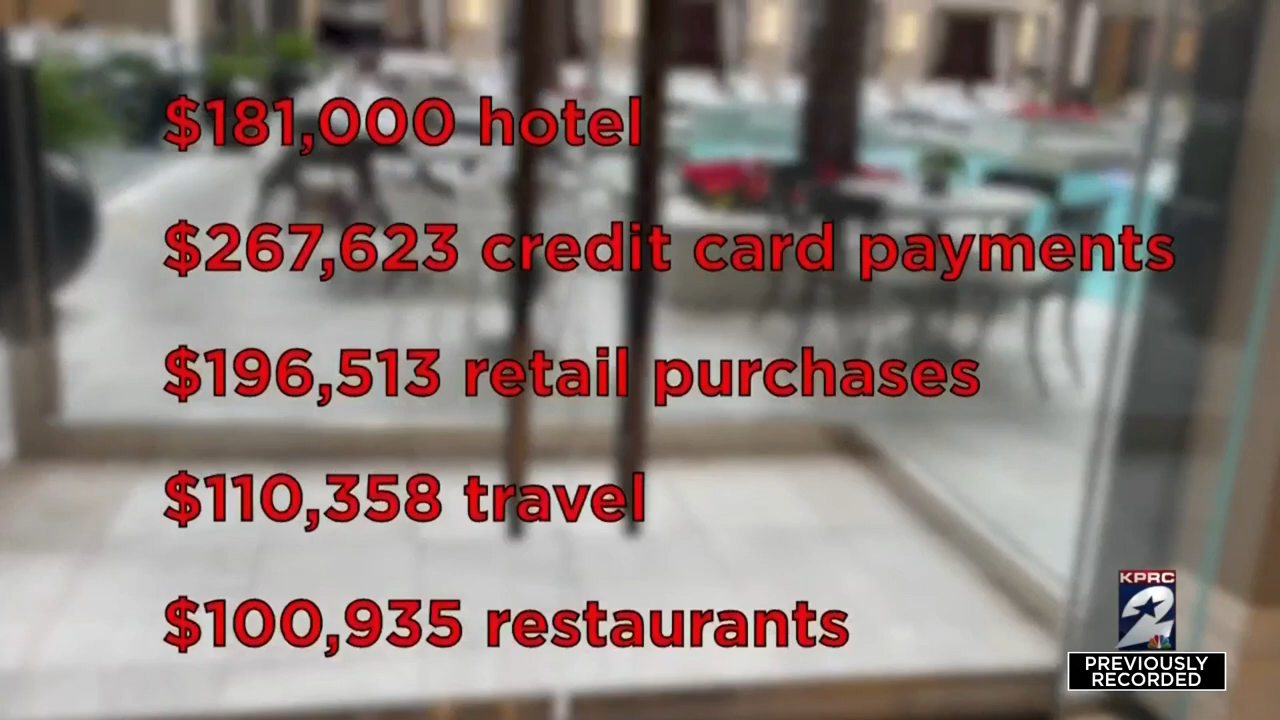 $181,000 hotel
$267,623 credit card payments
$196,513 retail purchases
$110,358 travel
$100,935 restaurants
KPRC
2
PREVIOUSLY
RECORDED